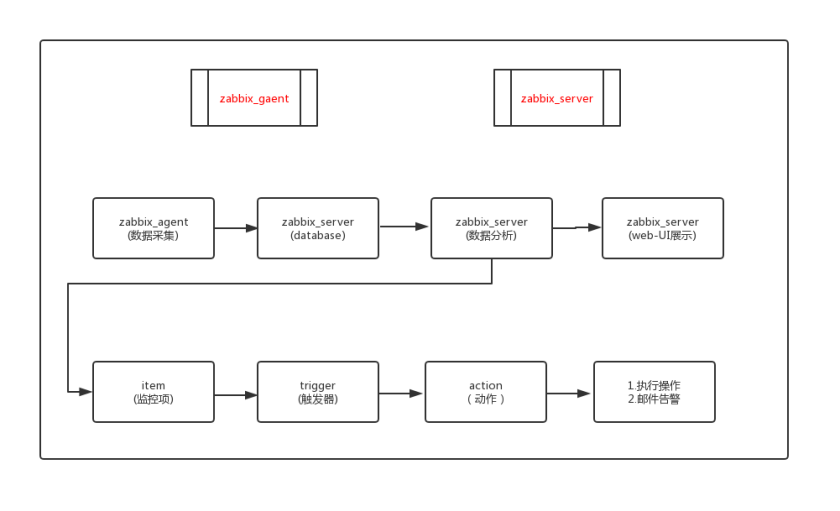 zabbix_gaent
zabbix_server
zabbix_agent
(数据采集)
zabbix_server
(database)
zabbix_server
(数据分析)
zabbix_server
(web-UI展示)
item
(监控项)
trigger
(触发器)
action
( 动作 )
1.执行操作
2.邮件告警